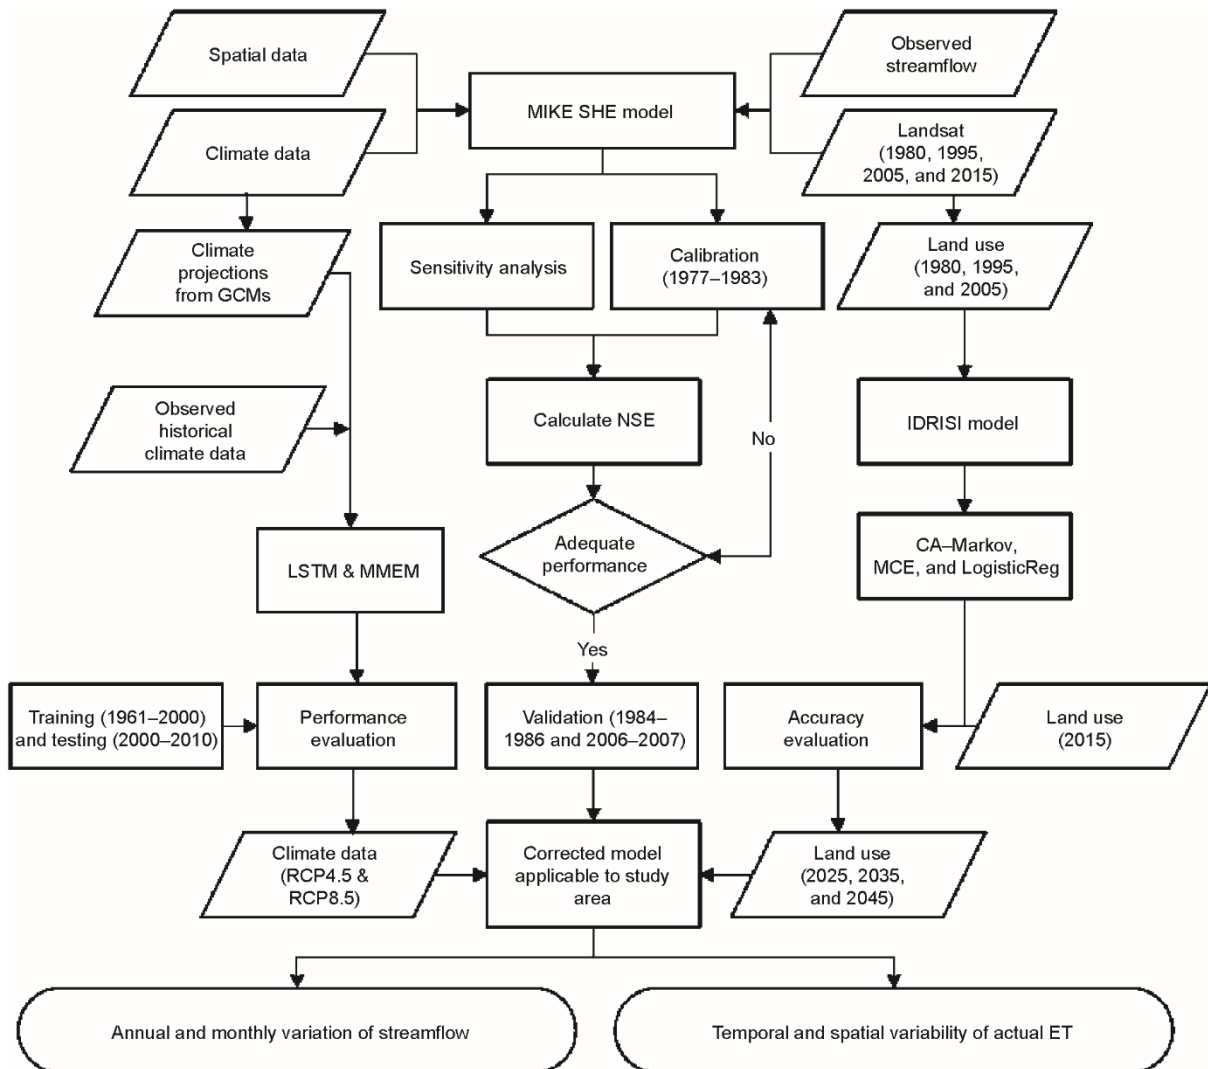 Spatial data
Observed
streamflow
MIKE SHE model
Climate data
Landsat
(1980, 1995,
2005, and 2015)
Climate
projections
from GCMs
Sensitivity analysis
Calibration
(1977–1983)
Land use
(1980, 1995,
and 2005)
Observed
historical
climate data
Calculate NSE
No
IDRISI model
LSTM & MMEM
Adequate
performance
CA–Markov,
MCE, and LogisticReg
Yes
Training (1961–2000)
and testing (2000–2010)
Performance
evaluation
Validation (1984–
1986 and 2006–2007)
Accuracy
evaluation
Land use
(2015)
Climate data
(RCP4.5 &
RCP8.5)
Corrected model
applicable to study
area
Land use
(2025, 2035,
and 2045)
Annual and monthly variation of streamflow
Temporal and spatial variability of actual ET